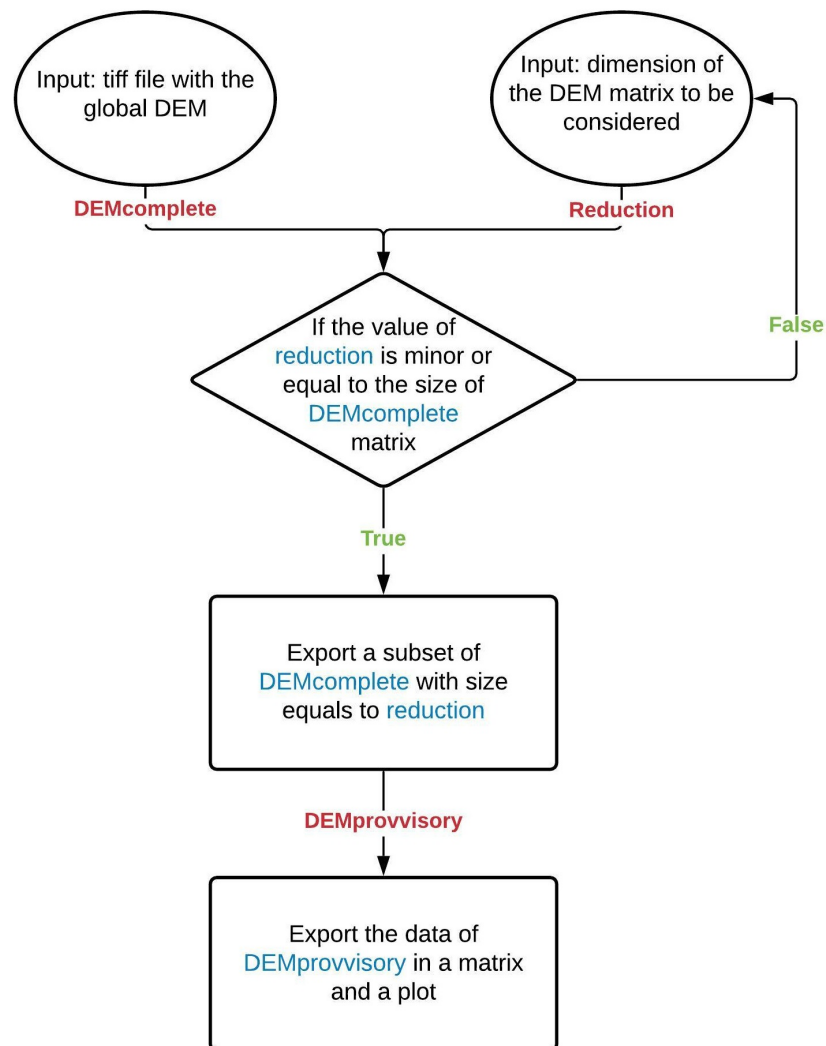 Input: tiff file with the
global DEM
Input: dimension of
the DEM matrix to be
considered
DEMcomplete
Reduction
If the value of
reduction is minor or
equal to the size of
DEMcomplete
matrix
False
True
Export a subset of
DEMcomplete with size
equals to reduction
DEMprovvisory
Export the data of
DEMprovvisory in a matrix
and a plot